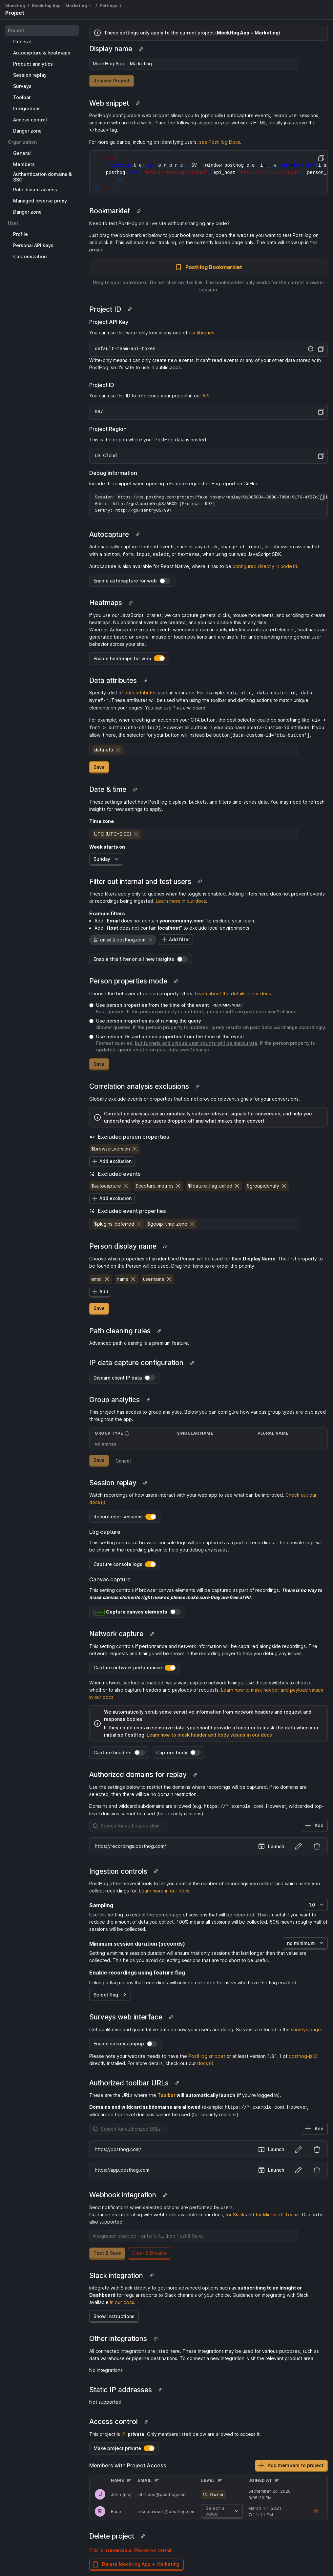 MockHog / MockHog App + Marketing / Settings /
Project
Project
General
Autocapture & heatmaps
Product analytics
Session replay
Surveys
Toolbar
Integrations
Access control
Danger zone
Organization
General
Members
Authentication domains &
SSO
Role-based access
Managed reverse proxy
Danger zone
User
Profile
Personal API keys
Customization
These settings only apply to the current project (MockHog App + Marketing).
Display name
MockHog App + Marketing
Rename Project
Web snippet
PostHog's configurable web snippet allows you to (optionally) autocapture events, record user sessions,
and more with no extra work. Place the following snippet in your website's HTML, ideally just above the
</head> tag.
For more guidance, including on identifying users, see PostHog Docs.
Bookmarklet
Need to test PostHog on a live site without changing any code?
Just drag the bookmarklet below to your bookmarks bar, open the website you want to test PostHog on and
click it. This will enable our tracking, on the currently loaded page only. The data will show up in this
project.
PostHog Bookmarklet
Drag to your bookmarks. Do not click on this link. The bookmarklet only works for the current browser
session.
Project ID
Project API Key
You can use this write-only key in any one of our libraries.
default-team-api-token
Write-only means it can only create new events. It can't read events or any of your other data stored with
PostHog, so it's safe to use in public apps.
Project ID
You can use this ID to reference your project in our API.
997
Project Region
This is the region where your PostHog data is hosted.
US Cloud
Debug information
Include this snippet when creating a Feature request or Bug report on GitHub.
Admin: http://go/adminOrgUS/ABCD (Project: 997)
Sentry: http://go/sentryUS/997
Autocapture
Automagically capture frontend events, such as any click, change of input, or submission associated
with a button, form, input, select, or textarea, when using our web JavaScript SDK.
Autocapture is also available for React Native, where it has to be configured directly in code.
Enable autocapture for web
Heatmaps
If you use our JavaScript libraries, we can capture general clicks, mouse movements, and scrolling to create
heatmaps. No additional events are created, and you can disable this at any time.
Whereas Autocapture creates events whenever it can uniquely identify an interacted element, heatmaps are
generated based on overall mouse or touch positions and are useful for understanding more general user
behavior across your site.
Enable heatmaps for web
Data attributes
Specify a list of data attributes used in your app. For example: data-attr, data-custom-id, data-
myref-*. These attributes will be used when using the toolbar and defining actions to match unique
elements on your pages. You can use * as a wildcard.
For example, when creating an action on your CTA button, the best selector could be something like: div >
form > button:nth-child(2). However all buttons in your app have a data-custom-id attribute. If you
allow it here, the selector for your button will instead be button[data-custom-id='cta-button'].
data-attr
Save
Date & time
These settings affect how PostHog displays, buckets, and filters time-series data. You may need to refresh
insights for new settings to apply.
Time zone
UTC (UTC±0:00)
Week starts on
Sunday
Filter out internal and test users
These filters apply only to queries when the toggle is enabled. Adding filters here does not prevent events
or recordings being ingested. Learn more in our docs.
Example filters
Add "Email does not contain yourcompany.com" to exclude your team.
Add "Host does not contain localhost" to exclude local environments.
email ∌ posthog.com
Add filter
Enable this filter on all new insights
Person properties mode
Choose the behavior of person property filters. Learn about the details in our docs.
Use person properties from the time of the event RECOMMENDED
Fast queries. If the person property is updated, query results on past data won't change.
Use person properties as of running the query
Slower queries. If the person property is updated, query results on past data will change accordingly.
Use person IDs and person properties from the time of the event
Fastest queries, but funnels and unique user counts will be inaccurate. If the person property is
updated, query results on past data won't change.
Save
Correlation analysis exclusions
Globally exclude events or properties that do not provide relevant signals for your conversions.
Correlation analysis can automatically surface relevant signals for conversion, and help you
understand why your users dropped off and what makes them convert.
Excluded person properties
$browser_version
Add exclusion
Excluded events
$autocapture
$capture_metrics
$feature_flag_called
$groupidentify
Add exclusion
Excluded event properties
$plugins_deferred
$geoip_time_zone
Person display name
Choose which properties of an identified Person will be used for their Display Name. The first property to
be found on the Person will be used. Drag the items to re-order the priority.
email
name
username
Add
Save
Path cleaning rules
Advanced path cleaning is a premium feature.
IP data capture configuration
Discard client IP data
Group analytics
This project has access to group analytics. Below you can configure how various group types are displayed
throughout the app.
GROUP TYPE SINGULAR NAME PLURAL NAME
No entries
Save Cancel
Session replay
Watch recordings of how users interact with your web app to see what can be improved. Check out our
docs
Record user sessions
Log capture
This setting controls if browser console logs will be captured as a part of recordings. The console logs will
be shown in the recording player to help you debug any issues.
Capture console logs
Canvas capture
This setting controls if browser canvas elements will be captured as part of recordings. There is no way to
mask canvas elements right now so please make sure they are free of PII.
Capture canvas elements
Network capture
This setting controls if performance and network information will be captured alongside recordings. The
network requests and timings will be shown in the recording player to help you debug any issues.
Capture network performance
When network capture is enabled, we always capture network timings. Use these switches to choose
whether to also capture headers and payloads of requests. Learn how to mask header and payload values
in our docs
We automatically scrub some sensitive information from network headers and request and
response bodies.
If they could contain sensitive data, you should provide a function to mask the data when you
initialise PostHog. Learn how to mask header and body values in our docs
Capture headers
Capture body
Authorized domains for replay
Use the settings below to restrict the domains where recordings will be captured. If no domains are
selected, then there will be no domain restriction.
Domains and wildcard subdomains are allowed (e.g. https://*.example.com). However, wildcarded top-
level domains cannot be used (for security reasons).
Search for authorized dom...
Add
https://recordings.posthog.com/
Launch
Ingestion controls
PostHog offers several tools to let you control the number of recordings you collect and which users you
collect recordings for. Learn more in our docs.
Sampling
Use this setting to restrict the percentage of sessions that will be recorded. This is useful if you want to
reduce the amount of data you collect. 100% means all sessions will be collected. 50% means roughly half of
sessions will be collected.
Minimum session duration (seconds)
no minimum
Setting a minimum session duration will ensure that only sessions that last longer than that value are
collected. This helps you avoid collecting sessions that are too short to be useful.
Enable recordings using feature flag
Linking a flag means that recordings will only be collected for users who have the flag enabled.
Select flag
Surveys web interface
Get qualitative and quantitative data on how your users are doing. Surveys are found in the surveys page.
Enable surveys popup
Please note your website needs to have the PostHog snippet or at least version 1.81.1 of posthog-js
directly installed. For more details, check out our docs.
Authorized toolbar URLs
These are the URLs where the Toolbar will automatically launch (if you're logged in).
Domains and wildcard subdomains are allowed (example: https://*.example.com). However,
wildcarded top-level domains cannot be used (for security reasons).
Search for authorized URLs
Add
https://posthog.com/
Launch
https://app.posthog.com
Launch
Webhook integration
Send notifications when selected actions are performed by users.
Guidance on integrating with webhooks available in our docs, for Slack and for Microsoft Teams. Discord is
also supported.
integration disabled - enter URL, then Test & Save
Test & Save
Clear & Disable
Slack integration
Integrate with Slack directly to get more advanced options such as subscribing to an Insight or
Dashboard for regular reports to Slack channels of your choice. Guidance on integrating with Slack
available in our docs.
Show Instructions
Other integrations
All connected integrations are listed here. These integrations may be used for various purposes, such as
data warehouse or pipeline destinations. To connect a new integration, visit the relevant product area.
No integrations
Static IP addresses
Not supported
Access control
This project is private. Only members listed below are allowed to access it.
Make project private
Members with Project Access
Add members to project
NAME EMAIL LEVEL JOINED AT
J John (me) john.doe@posthog.com Owner
R Rose rose.dawson@posthog.com Select a value
Delete project
This is irreversible. Please be certain.
Delete MockHog App + Marketing